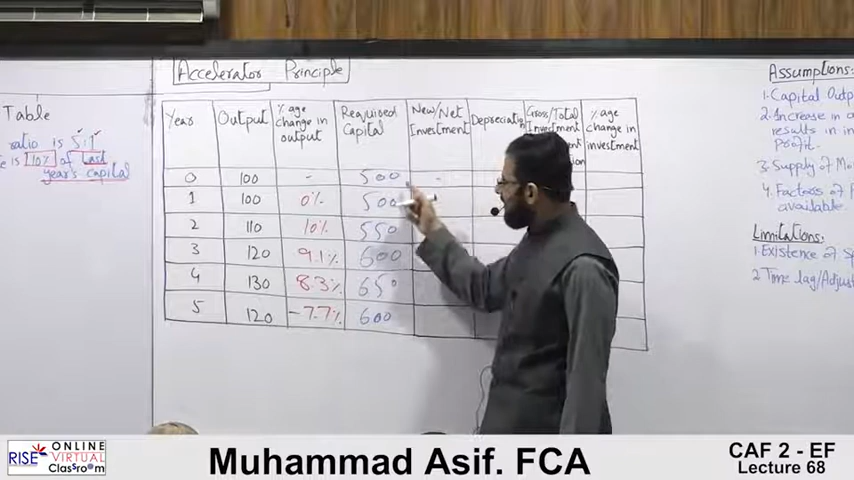 Accelerator Principle
Table
ratio is 5:1
is 10% of Last
year's capital
Year Output %age change in output Required Capital New/Net Investment Depreciation Gross/Total Investment %age change in investment
0 100 - 500 -
1 100 0% 500
2 110 10% 550
3 120 9.1% 600
4 130 8.3% 650
5 120 -7.7% 600
Assumptions:
1. Capital Outp
2. Increase in
results in in
Profit.
3. Supply of Mo
4. Factors of
available.
Limitations:
1. Existence of Sp
2. Time lag/Adjus
RISE ONLINE VIRTUAL Classroom
Muhammad Asif. FCA
CAF 2 - EF
Lecture 68